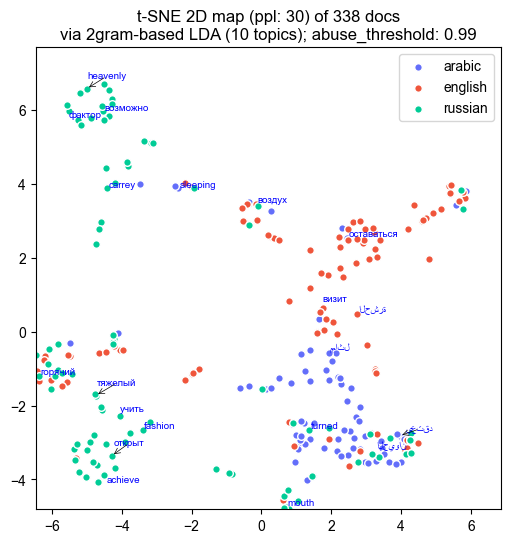 t-SNE 2D map (ppl: 30) of 338 docs
via 2gram-based LDA (10 topics); abuse_threshold: 0.99
arabic
english
russian
heavenly
возможно
фактор
currey
sleeping
воздух
оставаться
визит
горячий
тяжелый
учить
fashion
открыт
achieve
turned
mouth
6
4
2
0
−2
−4
−6
−4
−2
0
2
4
6